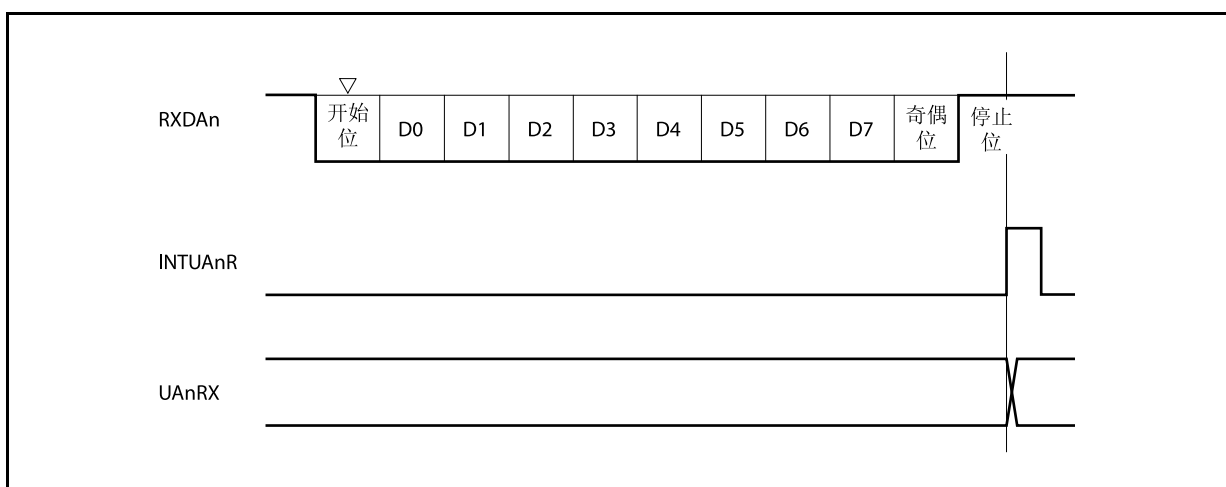 RXDAn
开始
位
D0 D1 D2 D3 D4 D5 D6 D7
奇偶
位
停止
位
INTUAnR
UAnRX